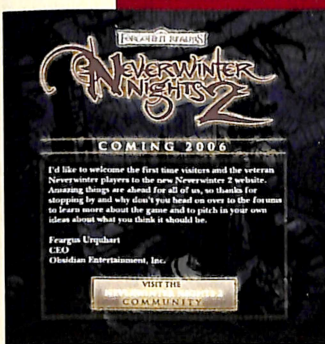 FORGOTTEN REALMS
NEVERWINTER
NIGHTS 2
COMING 2006
I'd like to welcome the first time visitors and the veteran
Neverwinter players to the new Neverwinter 2 website.
Amazing things are ahead for all of us, so thanks for
stopping by and why don't you head on over to the forums
to learn more about the game and to pitch in your own
ideas about what you think it should be.
Feargus Urquhart
CEO
Obsidian Entertainment, Inc.
VISIT THE
COMMUNITY